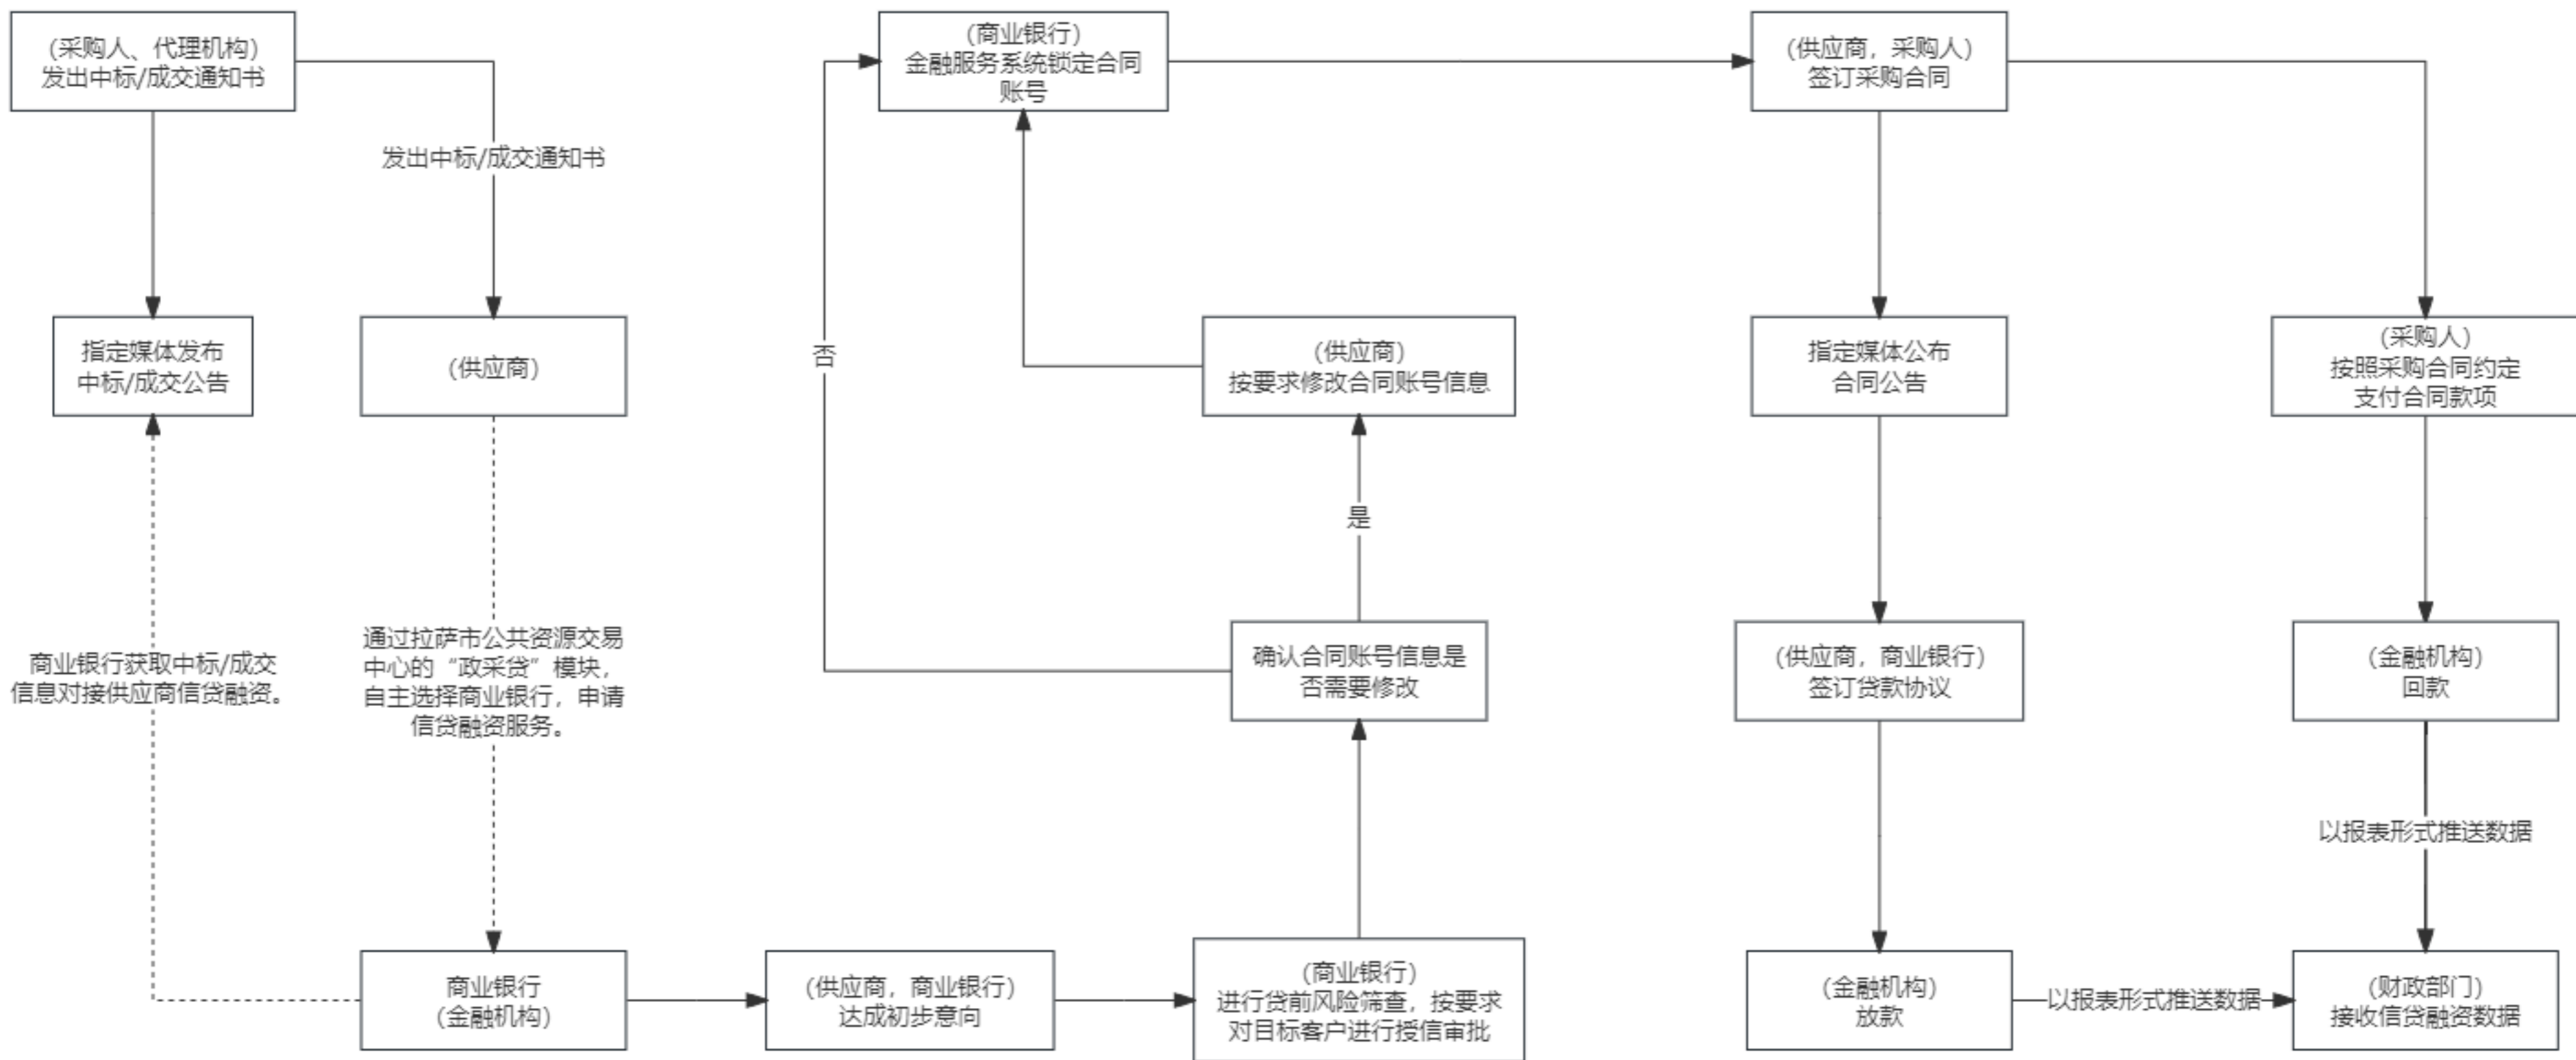 （采购人、代理机构）
发出中标/成交通知书
发出中标/成交通知书
指定媒体发布
中标/成交公告
（供应商）
商业银行获取中标/成交
信息对接供应商信贷融资。
通过拉萨市公共资源交易
中心的“政采贷”模块，
自主选择商业银行，申请
信贷融资服务。
商业银行
（金融机构）
（供应商，商业银行）
达成初步意向
（商业银行）
进行贷前风险筛查，按要求
对目标客户进行授信审批
确认合同账号信息是
否需要修改
是
否
（供应商）
按要求修改合同账号信息
（商业银行）
金融服务系统锁定合同
账号
（供应商，采购人）
签订采购合同
指定媒体公布
合同公告
（供应商，商业银行）
签订贷款协议
（金融机构）
放款
以报表形式推送数据
（采购人）
按照采购合同约定
支付合同款项
（金融机构）
回款
以报表形式推送数据
（财政部门）
接收信贷融资数据